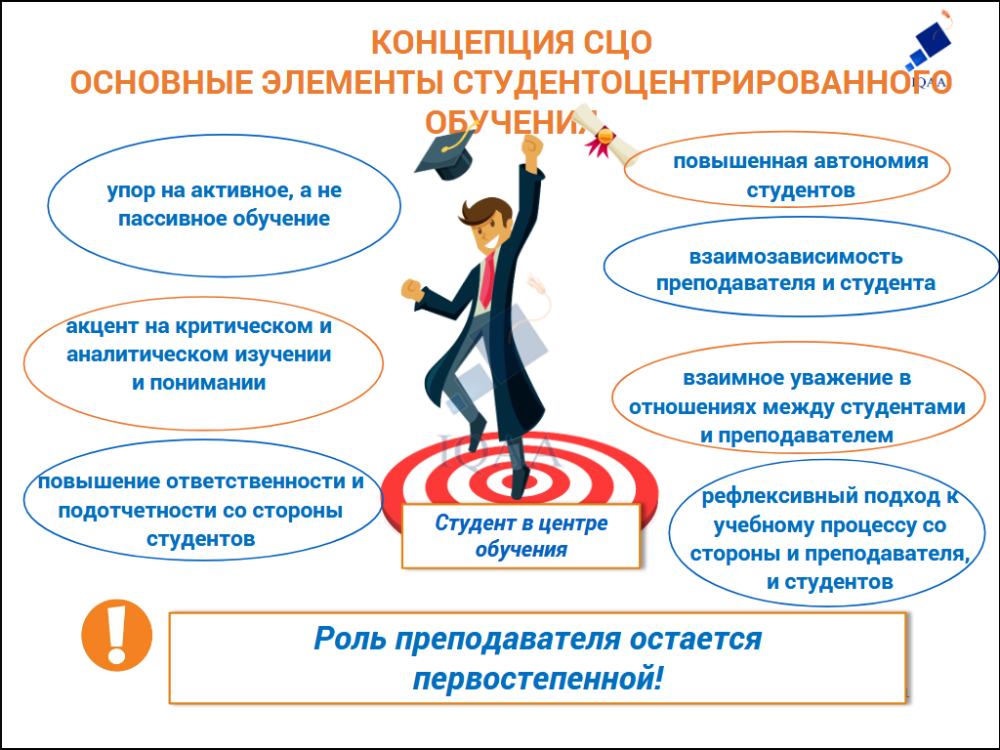 КОНЦЕПЦИЯ СЦО
ОСНОВНЫЕ ЭЛЕМЕНТЫ СТУДЕНТОЦЕНТРИРОВАННОГО
ОБУЧЕНИЯ
IQAA
упор на активное, а не
пассивное обучение
акцент на критическом и
аналитическом изучении
и понимании
повышение ответственности и
подотчетности со стороны
студентов
повышенная автономия
студентов
взаимозависимость
преподавателя и студента
взаимное уважение в
отношениях между студентами
и преподавателем
рефлексивный подход к
учебному процессу со
стороны и преподавателя,
и студентов
IQAA
Студент в центре
обучения
Роль преподавателя остается
первостепенной!